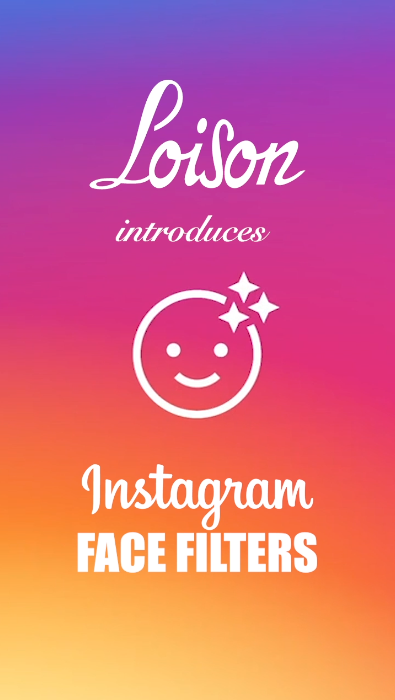 Loison
introduces
Instagram
FACE FILTERS